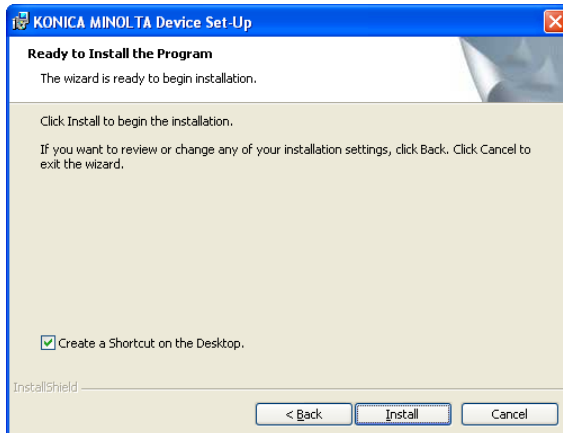 KONICA MINOLTA Device Set-Up
Ready to Install the Program
The wizard is ready to begin installation.
Click Install to begin the installation.
If you want to review or change any of your installation settings, click Back. Click Cancel to
exit the wizard.
Create a Shortcut on the Desktop.
InstallShield
< Back Install Cancel